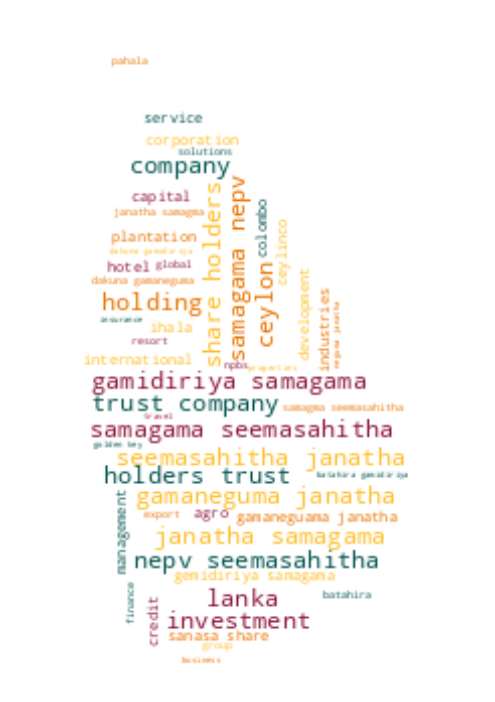 pahala
service
corporation
solutions
company
capital
janatha samagma
plantation
dakuna gamidiriya
hotel
global
dakuna gamaneguma
holding
insurance
ihala
resort
international
share holders
samagama nepv
ceylon
colombo
ceylinco
development
industries
meguma janatha
npbs
properties
gamidiriya samagama
trust company
samagma seemasahitha
travel
samagama seemasahitha
golden key
seemasahitha janatha
holders trust
batahira gamidiriya
gamaneguma janatha
management
export
agro
gamaneguama janatha
janatha samagama
nepv seemasahitha
gemidiriya samagama
finance
lanka
batahira
credit
investment
sanasa share
group
business